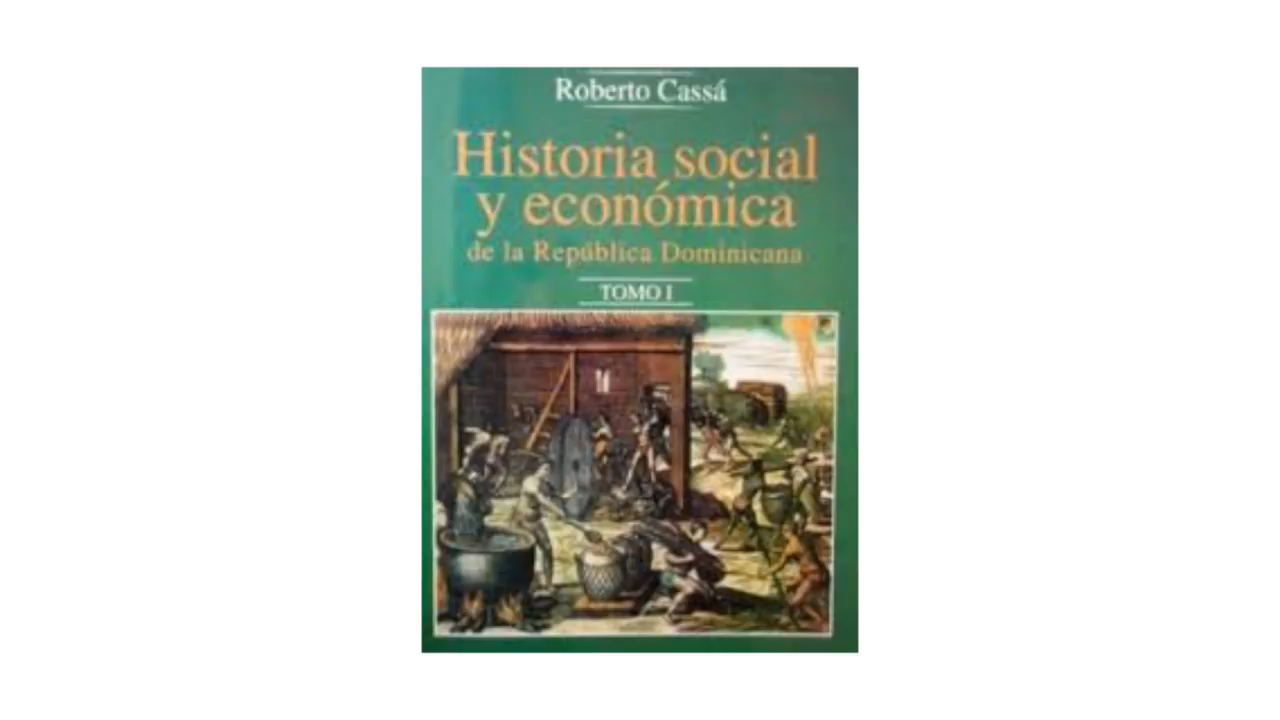 Roberto Cassá
Historia social
y económica
de la República Dominicana
TOMO I